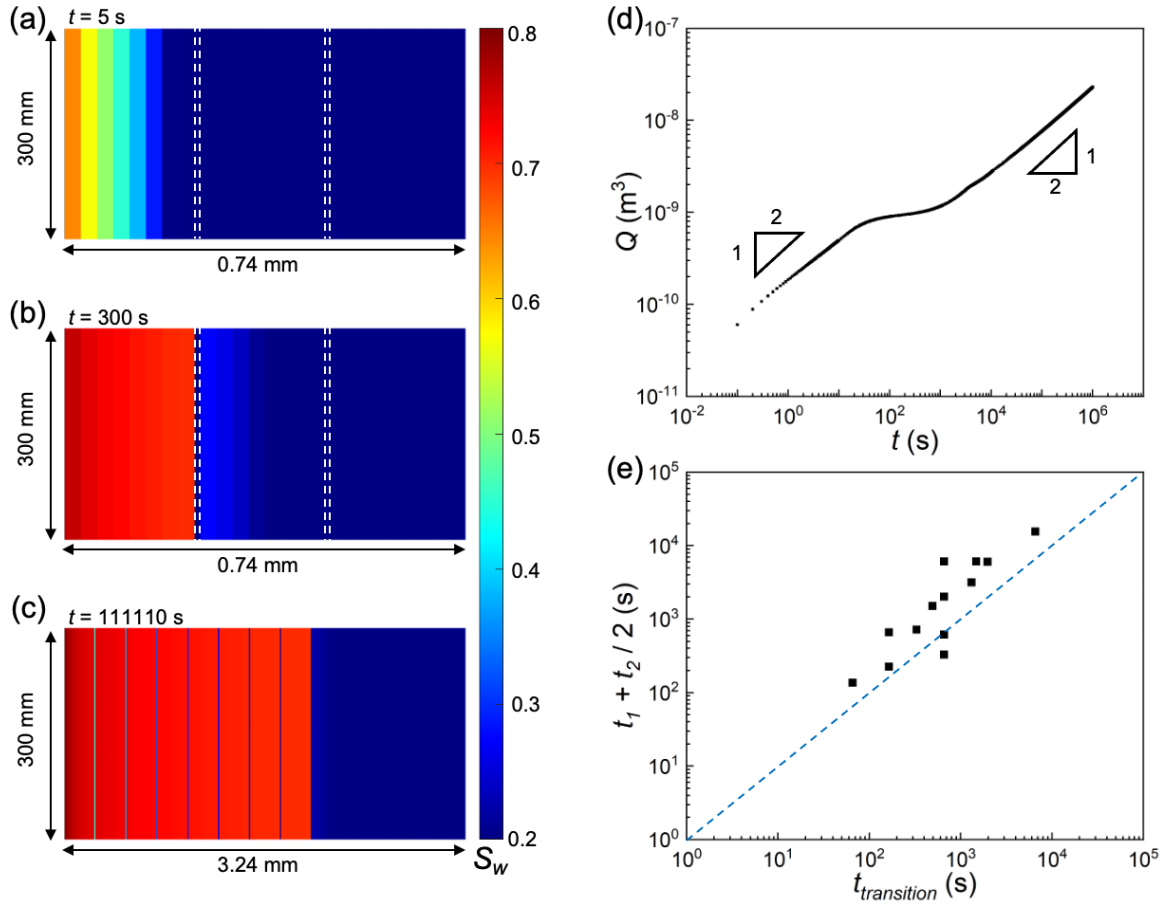 (a)
t = 5 s
300 mm
0.74 mm
(b)
t = 300 s
300 mm
0.74 mm
(c)
t = 111110 s
300 mm
3.24 mm
0.8
0.7
0.6
0.5
0.4
0.3
0.2
S_w
(d)
10⁻⁷
10⁻⁸
10⁻⁹
10⁻¹⁰
10⁻¹¹
Q (m³)
2
1
1
2
10⁻²
10⁰
10²
10⁴
10⁶
t (s)
(e)
10⁵
10⁴
10³
10²
10¹
10⁰
t₁ + t₂ / 2 (s)
10⁰
10¹
10²
10³
10⁴
10⁵
t_transition (s)